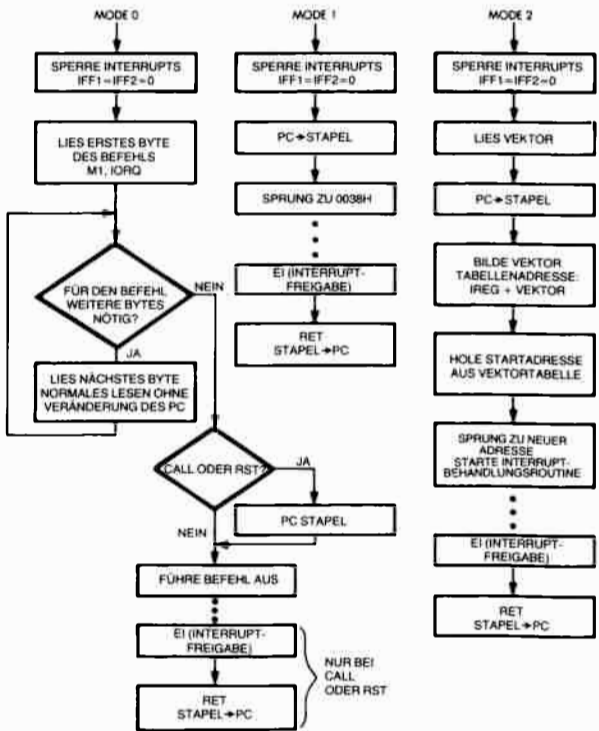 MODE 0
SPERRE INTERRUPTS
IFF1=IFF2=0
LIES ERSTES BYTE
DES BEFEHLS
M1, IORQ
FÜR DEN BEFEHL
WEITERE BYTES
NÖTIG?
NEIN
JA
LIES NÄCHSTES BYTE
NORMALES LESEN OHNE
VERÄNDERUNG DES PC
CALL ODER RST?
JA
PC STAPEL
NEIN
FÜHRE BEFEHL AUS
EI (INTERRUPT-
FREIGABE)
RET
STAPEL→PC
NUR BEI
CALL
ODER RST
MODE 1
SPERRE INTERRUPTS
IFF1=IFF2=0
PC→STAPEL
SPRUNG ZU 0038H
EI (INTERRUPT-
FREIGABE)
RET
STAPEL→PC
MODE 2
SPERRE INTERRUPTS
IFF1=IFF2=0
LIES VEKTOR
PC→STAPEL
BILDE VEKTOR
TABELLENADRESSE:
IREG + VEKTOR
HOLE STARTADRESSE
AUS VEKTORTABELLE
SPRUNG ZU NEUER
ADRESSE
STARTE INTERRUPT-
BEHANDLUNGSROUTINE
EI (INTERRUPT-
FREIGABE)
RET
STAPEL→PC